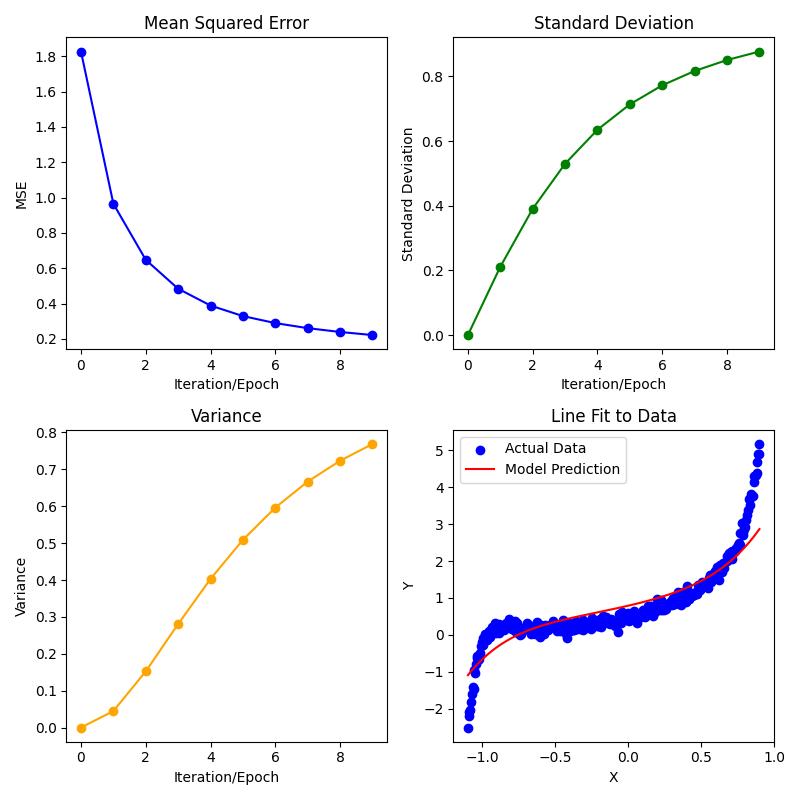 Mean Squared Error
MSE
1.8
1.6
1.4
1.2
1.0
0.8
0.6
0.4
0.2
0 2 4 6 8
Iteration/Epoch
Standard Deviation
Standard Deviation
0.8
0.6
0.4
0.2
0.0
0 2 4 6 8
Iteration/Epoch
Variance
Variance
0.8
0.7
0.6
0.5
0.4
0.3
0.2
0.1
0.0
0 2 4 6 8
Iteration/Epoch
Line Fit to Data
Actual Data
Model Prediction
Y
5
4
3
2
1
0
−1
−2
−1.0 −0.5 0.0 0.5 1.0
X